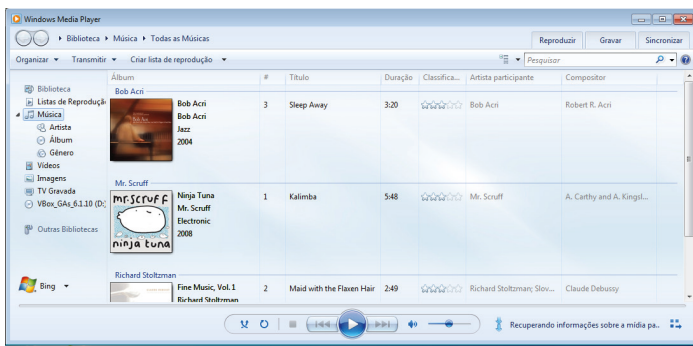 Windows Media Player
Biblioteca Música Todas as Músicas Reproduzir Gravar Sincronizar
Organizar Transmitir Criar lista de reprodução Pesquisar
Álbum # Título Duração Classifica... Artista participante Compositor
Biblioteca
Listas de Reproduçã
Música
Artista
Álbum
Gênero
Vídeos
Imagens
TV Gravada
VBox_GAs_6.1.10 (D:)
Outras Bibliotecas
Bing
Bob Acri
Bob Acri 3 Sleep Away 3:20 Bob Acri Robert R. Acri
Bob Acri
Jazz
2004
Mr. Scruff
mr.scruff
ninja tuna
Ninja Tuna 1 Kalimba 5:48 Mr. Scruff A. Carthy and A. Kingsl...
Mr. Scruff
Electronic
2008
Richard Stoltzman
Fine Music, Vol. 1 2 Maid with the Flaxen Hair 2:49 Richard Stoltzman; Slov... Claude Debussy
Richard Stoltzman
Recuperando informações sobre a mídia pa..